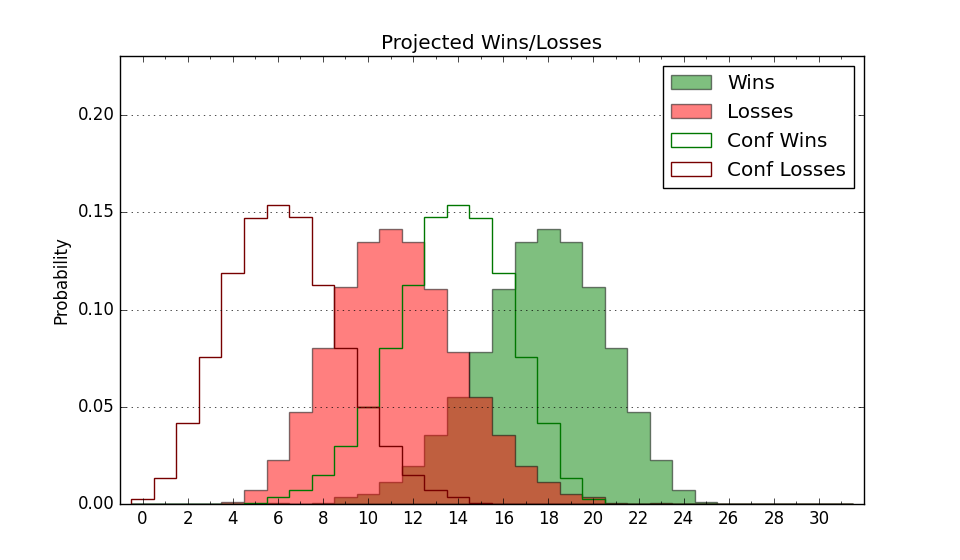 Projected Wins/Losses
Wins
Losses
Conf Wins
Conf Losses
Probability
0.20
0.15
0.10
0.05
0.00
0 2 4 6 8 10 12 14 16 18 20 22 24 26 28 30